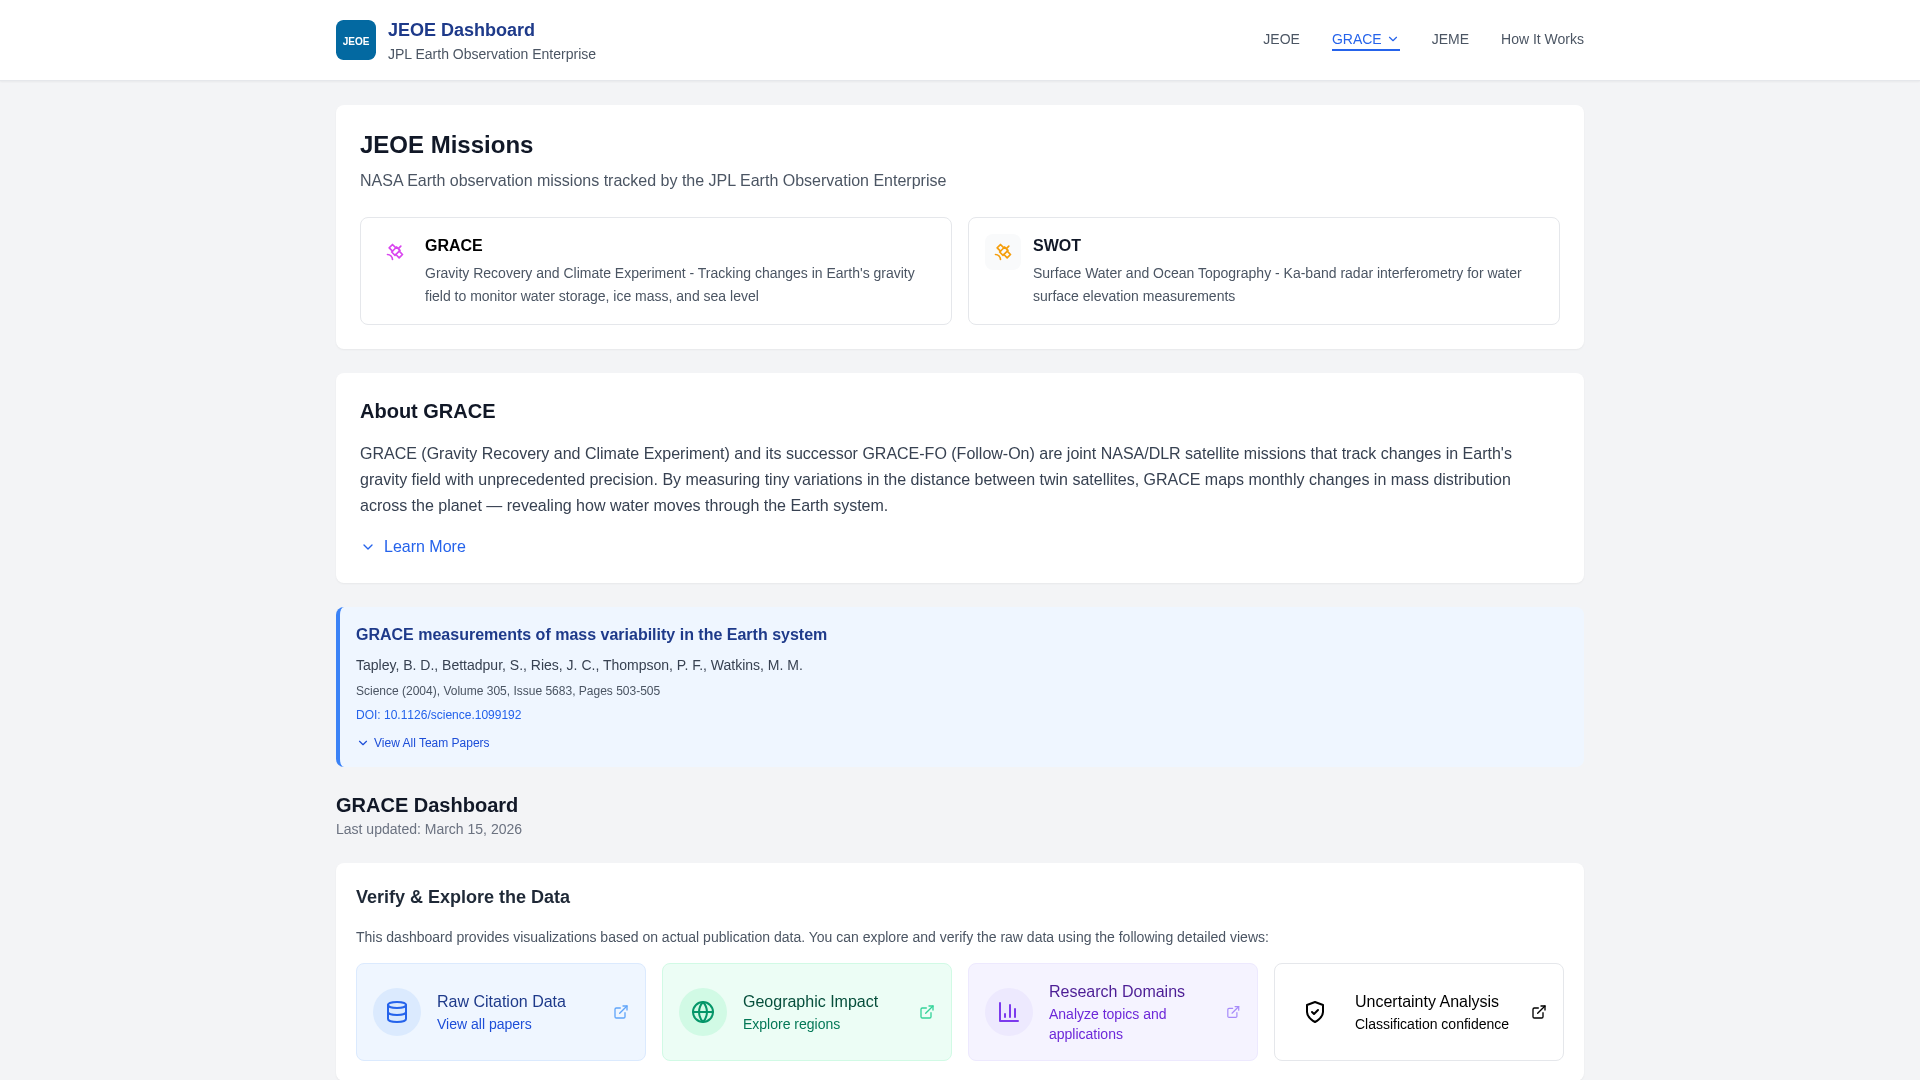 JEOE
JEOE Dashboard
JPL Earth Observation Enterprise
JEOE
GRACE
JEME
How It Works
JEOE Missions
NASA Earth observation missions tracked by the JPL Earth Observation Enterprise
GRACE
Gravity Recovery and Climate Experiment - Tracking changes in Earth's gravity
field to monitor water storage, ice mass, and sea level
SWOT
Surface Water and Ocean Topography - Ka-band radar interferometry for water
surface elevation measurements
About GRACE
GRACE (Gravity Recovery and Climate Experiment) and its successor GRACE-FO (Follow-On) are joint NASA/DLR satellite missions that track changes in Earth's
gravity field with unprecedented precision. By measuring tiny variations in the distance between twin satellites, GRACE maps monthly changes in mass distribution
across the planet — revealing how water moves through the Earth system.
Learn More
GRACE measurements of mass variability in the Earth system
Tapley, B. D., Bettadpur, S., Ries, J. C., Thompson, P. F., Watkins, M. M.
Science (2004), Volume 305, Issue 5683, Pages 503-505
DOI: 10.1126/science.1099192
View All Team Papers
GRACE Dashboard
Last updated: March 15, 2026
Verify & Explore the Data
This dashboard provides visualizations based on actual publication data. You can explore and verify the raw data using the following detailed views:
Raw Citation Data
View all papers
Geographic Impact
Explore regions
Research Domains
Analyze topics and
applications
Uncertainty Analysis
Classification confidence